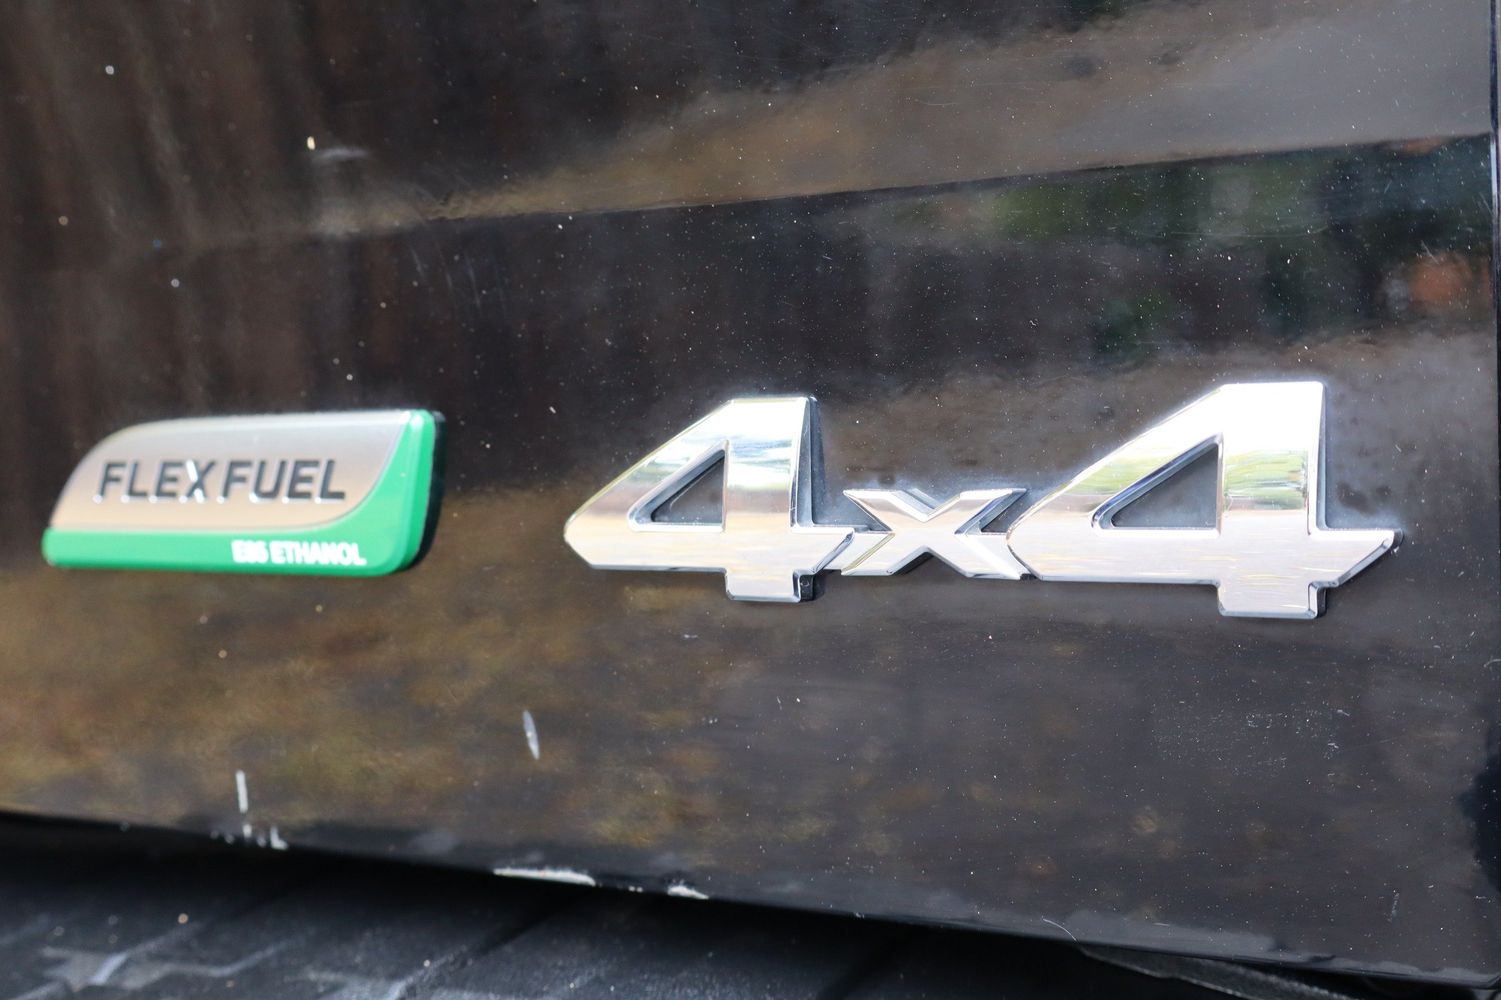 FLEX FUEL
E85 ETHANOL
4x4